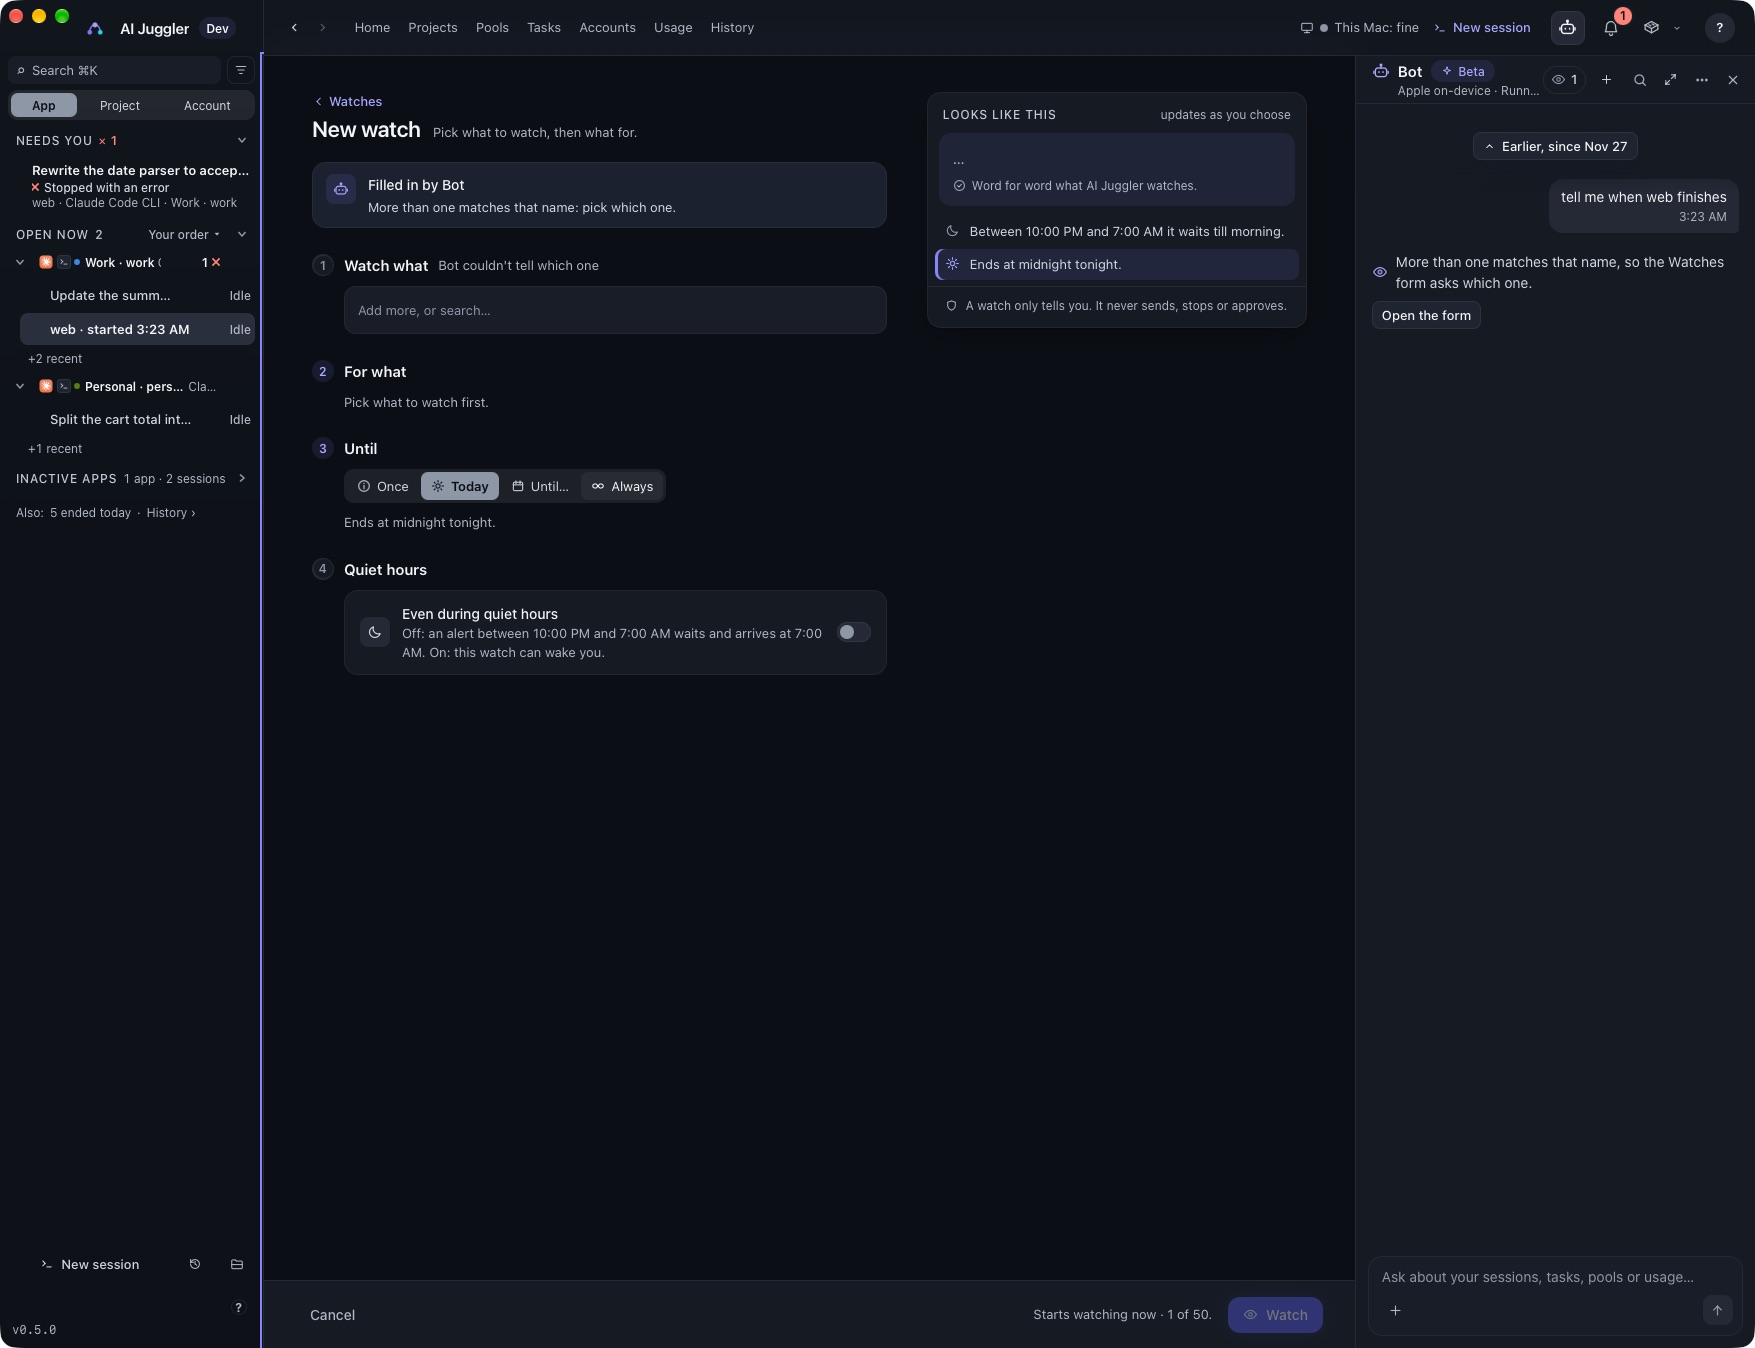 AI Juggler Dev
Search ⌘K
App Project Account
NEEDS YOU × 1
Rewrite the date parser to accep...
× Stopped with an error
web · Claude Code CLI · Work · work
OPEN NOW 2 Your order
Work · work 1 ×
Update the summ... Idle
web · started 3:23 AM Idle
+2 recent
Personal · pers... Cla...
Split the cart total int... Idle
+1 recent
INACTIVE APPS 1 app · 2 sessions
Also: 5 ended today · History ›
New session
?
v0.5.0
Home Projects Pools Tasks Accounts Usage History
This Mac: fine New session 1 ?
Watches
New watch Pick what to watch, then what for.
Filled in by Bot
More than one matches that name: pick which one.
1 Watch what Bot couldn't tell which one
Add more, or search...
2 For what
Pick what to watch first.
3 Until
Once Today Until... Always
Ends at midnight tonight.
4 Quiet hours
Even during quiet hours
Off: an alert between 10:00 PM and 7:00 AM waits and arrives at 7:00
AM. On: this watch can wake you.
LOOKS LIKE THIS updates as you choose
...
Word for word what AI Juggler watches.
Between 10:00 PM and 7:00 AM it waits till morning.
Ends at midnight tonight.
A watch only tells you. It never sends, stops or approves.
Cancel Starts watching now · 1 of 50. Watch
Bot Beta 1
Apple on-device · Runn...
Earlier, since Nov 27
tell me when web finishes
3:23 AM
More than one matches that name, so the Watches
form asks which one.
Open the form
Ask about your sessions, tasks, pools or usage...